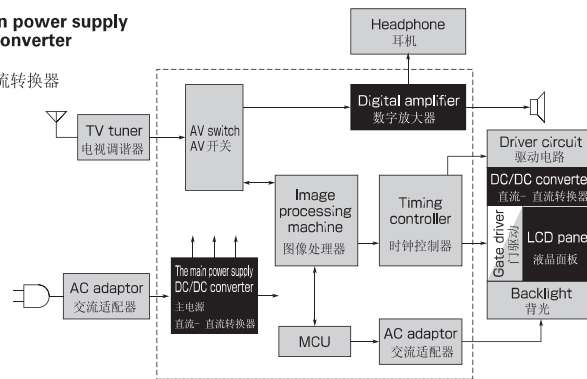 n power supply
onverter
流转换器
Headphone
耳机
Digital amplifier
数字放大器
TV tuner
电视调谐器
AV switch
AV开关
Driver circuit
驱动电路
DC/DC converte
直流- 直流转换器
Image
processing
machine
图像处理器
Timing
controller
时钟控制器
Gate driver
门驱动
LCD pane
液晶面板
Backlight
背光
AC adaptor
交流适配器
The main power supply
DC/DC converter
主电源
直流- 直流转换器
MCU
AC adaptor
交流适配器